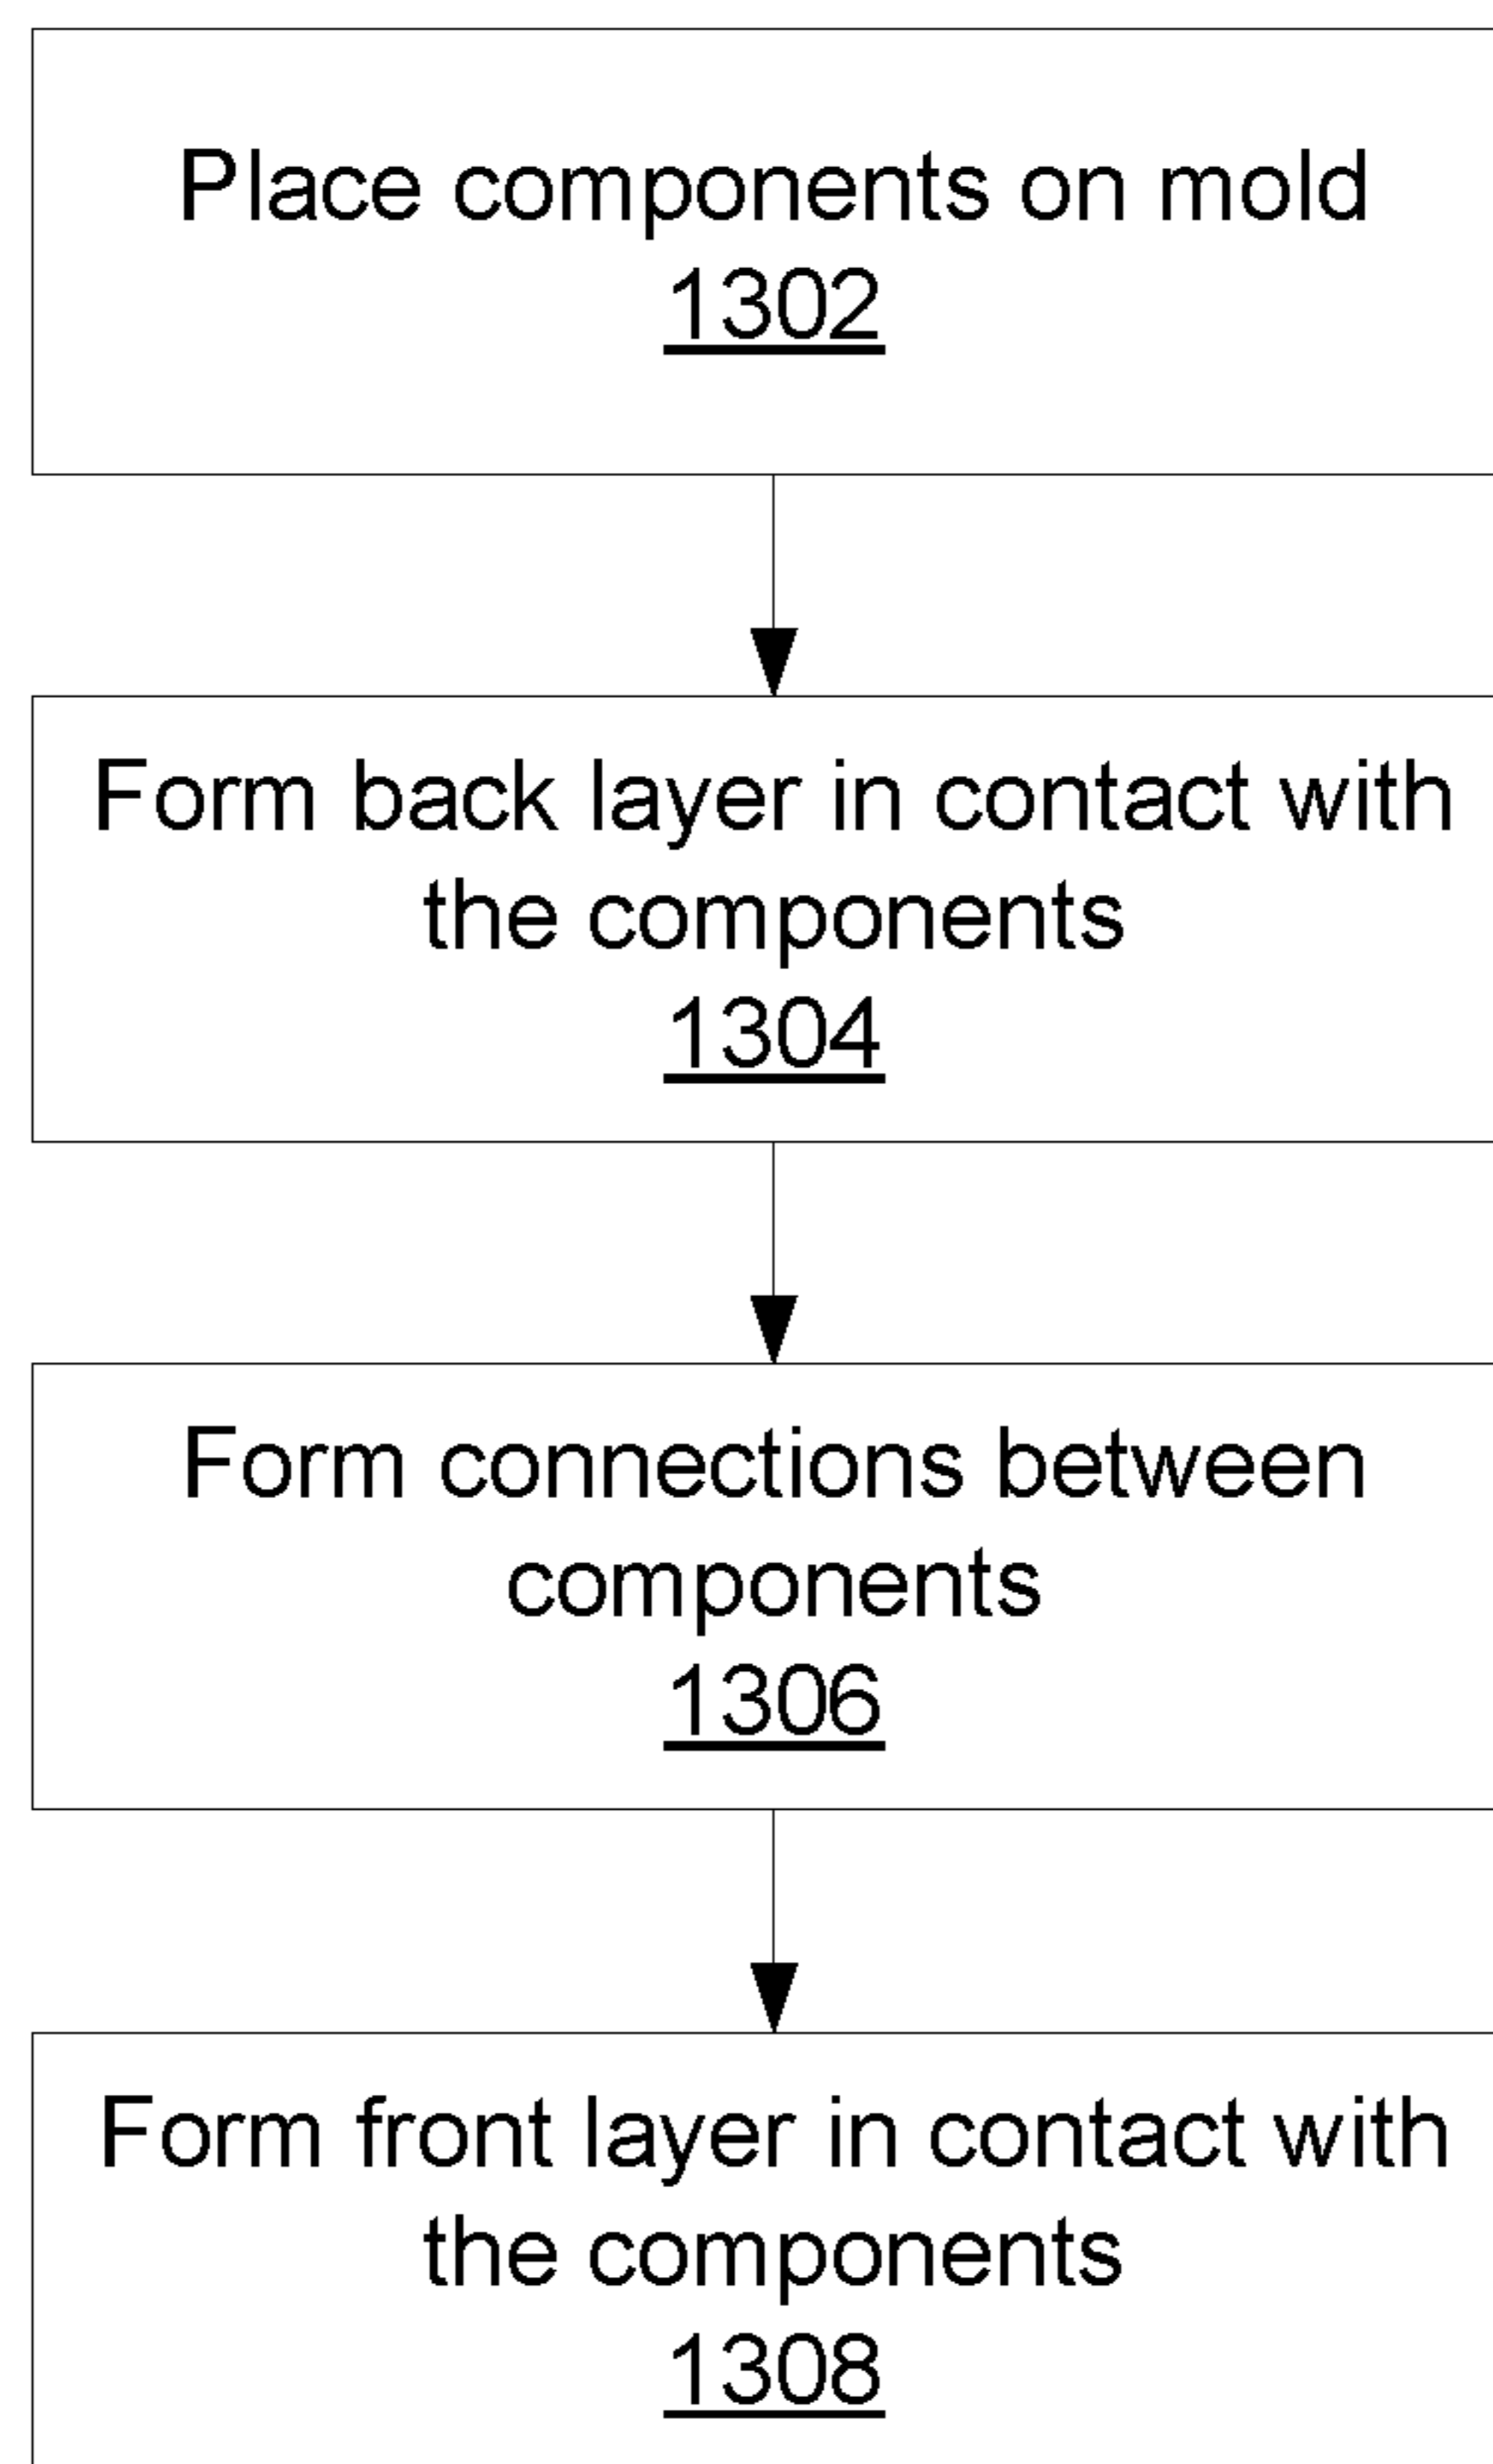 Place components on mold
1302
Form back layer in contact with
the components
1304
Form connections between
components
1306
Form front layer in contact with
the components
1308